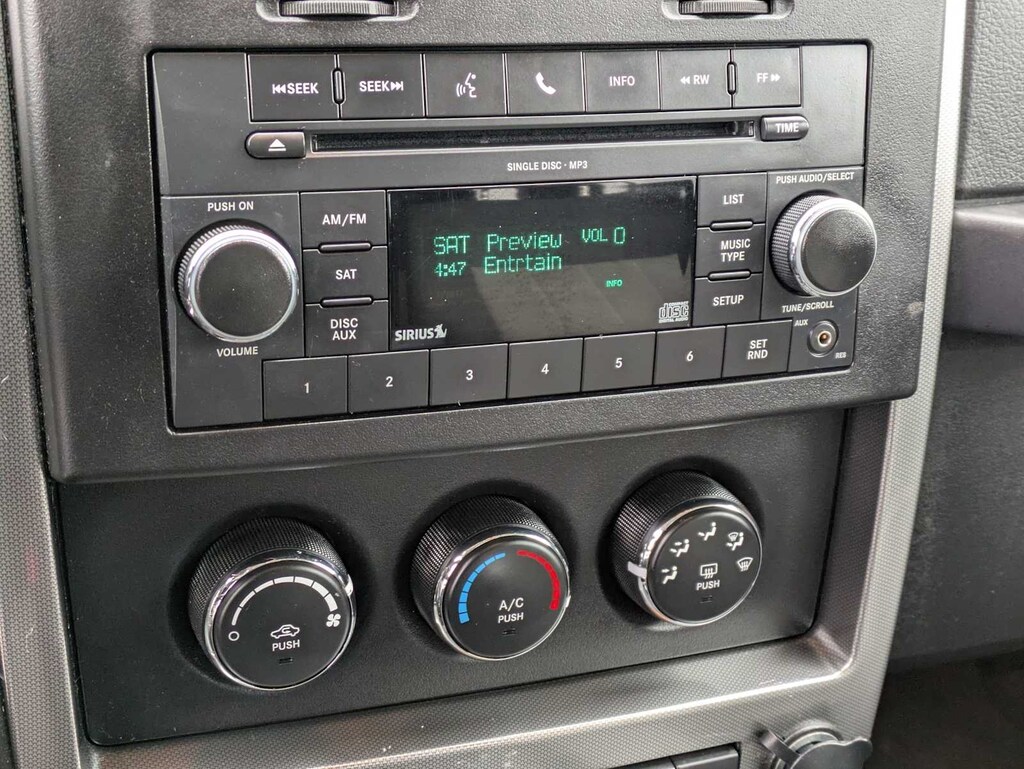 SEEK
SEEK
INFO
RW
FF
TIME
SINGLE DISC · MP3
PUSH ON
VOLUME
AM/FM
SAT
DISC
AUX
SAT Preview VOL 0
4:47 Entrtain
INFO
SIRIUS
disc
LIST
MUSIC
TYPE
SETUP
PUSH AUDIO/SELECT
TUNE/SCROLL
AUX
1
2
3
4
5
6
SET
RND
PUSH
A/C
PUSH
PUSH